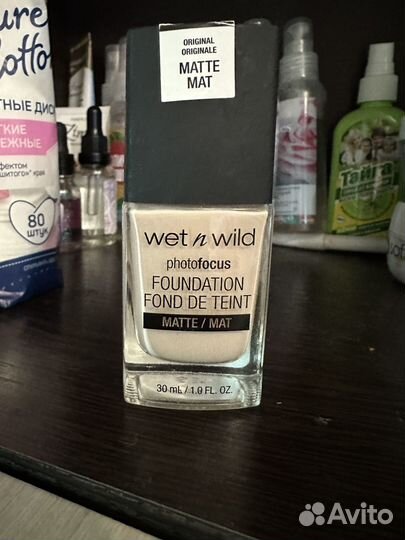 ORIGINAL
ORIGINALE
MATTE
MAT
wet n wild
photofocus
FOUNDATION
FOND DE TEINT
MATTE / MAT
30 mL / 1.0 FL. OZ.
80
штук
Тайга
Avito